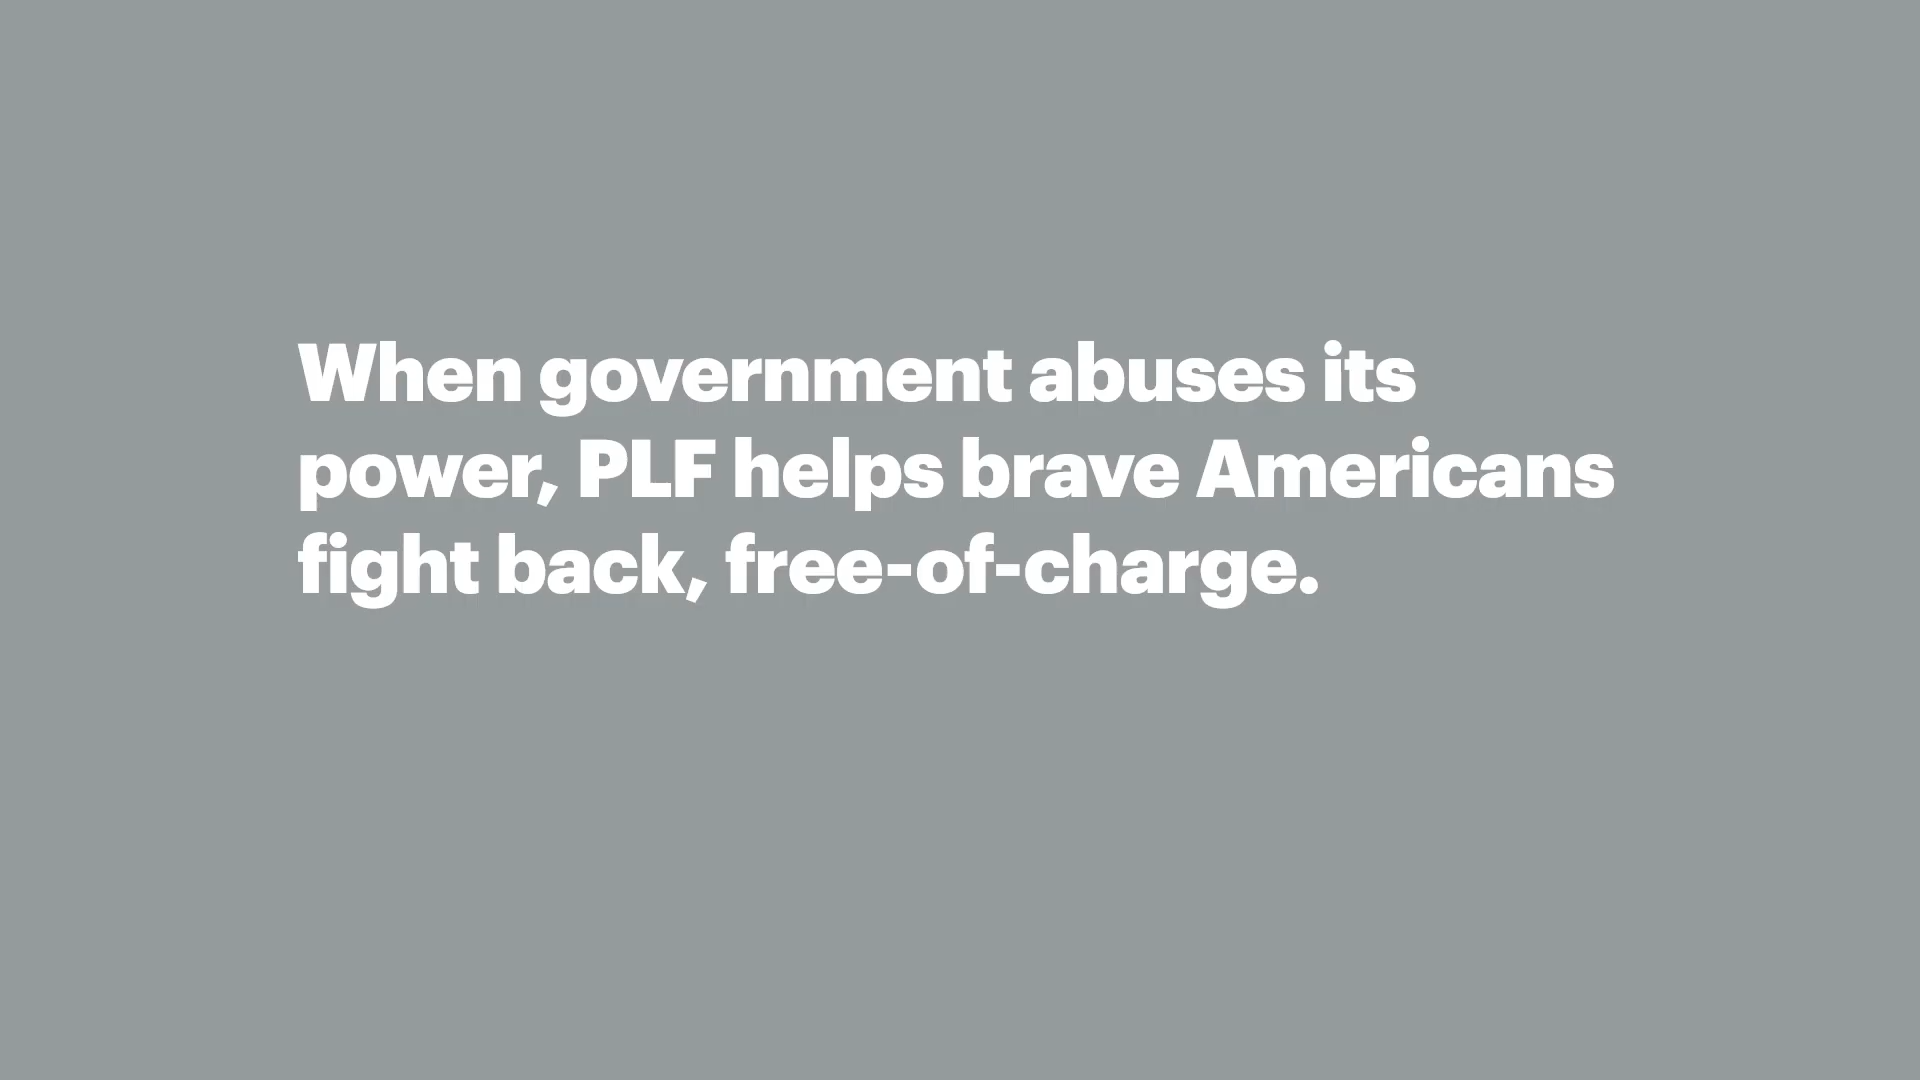 When government abuses its
power, PLF helps brave Americans
fight back, free-of-charge.